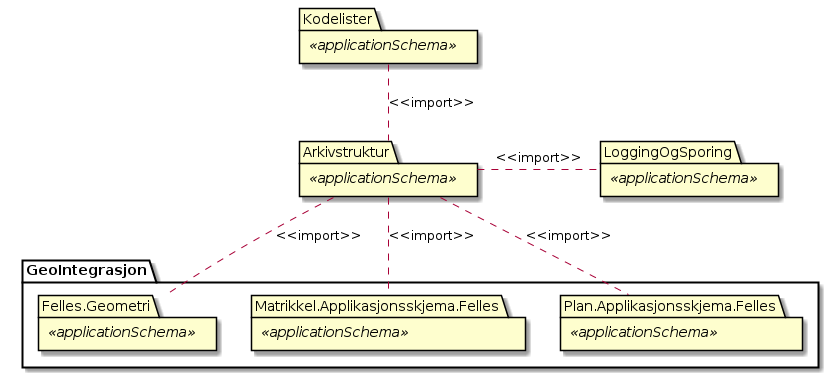 Kodelister
«applicationSchema»
<<import>>
Arkivstruktur
«applicationSchema»
<<import>>
LoggingOgSporing
«applicationSchema»
<<import>>
<<import>>
<<import>>
GeoIntegrasjon
Felles.Geometri
«applicationSchema»
Matrikkel.Applikasjonsskjema.Felles
«applicationSchema»
Plan.Applikasjonsskjema.Felles
«applicationSchema»